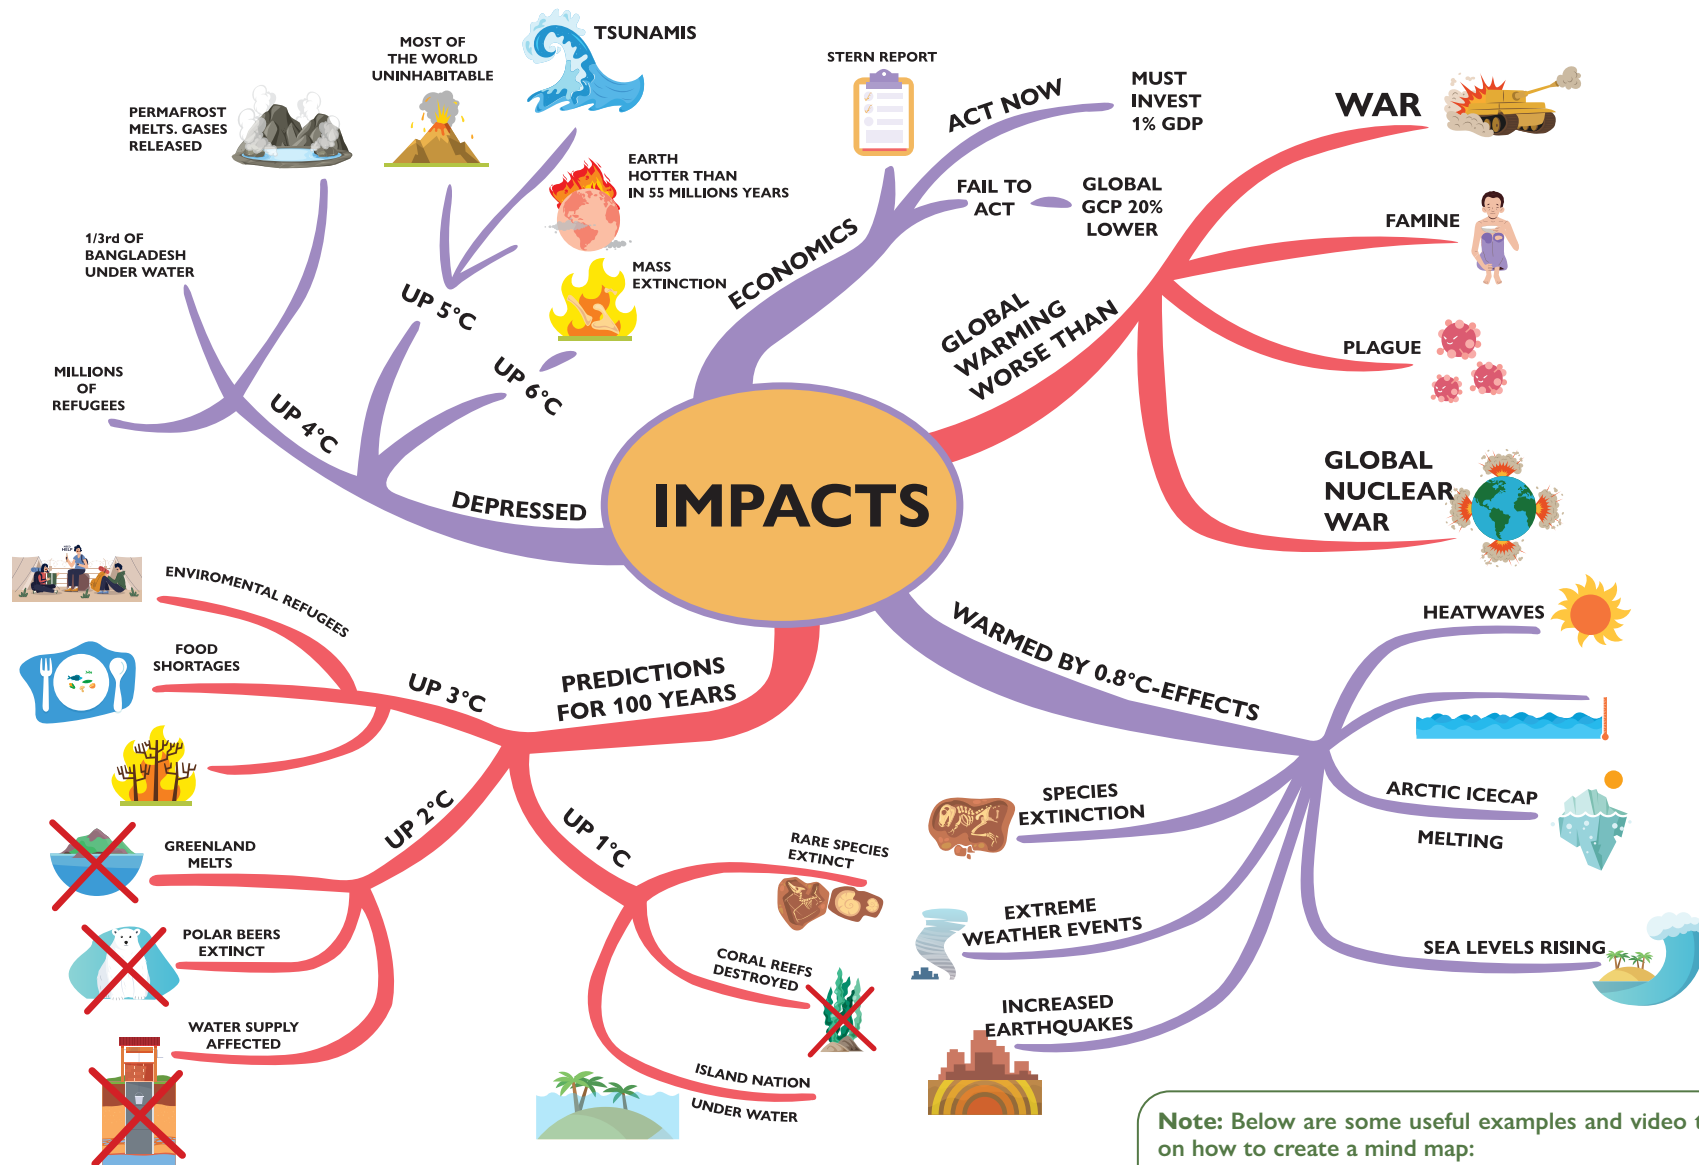 IMPACTS
ECONOMICS
STERN REPORT
ACT NOW
MUST
INVEST
1% GDP
FAIL TO
ACT
GLOBAL
GCP 20%
LOWER
GLOBAL
WARMING
WORSE THAN
WAR
FAMINE
PLAGUE
GLOBAL
NUCLEAR
WAR
WARMED BY 0.8°C-EFFECTS
HEATWAVES
ARCTIC ICECAP
MELTING
SEA LEVELS RISING
SPECIES
EXTINCTION
EXTREME
WEATHER EVENTS
INCREASED
EARTHQUAKES
PREDICTIONS
FOR 100 YEARS
UP 1°C
RARE SPECIES
EXTINCT
CORAL REEFS
DESTROYED
ISLAND NATION
UNDER WATER
UP 2°C
GREENLAND
MELTS
POLAR BEERS
EXTINCT
WATER SUPPLY
AFFECTED
UP 3°C
ENVIROMENTAL REFUGEES
FOOD
SHORTAGES
DEPRESSED
UP 4°C
MILLIONS
OF
REFUGEES
1/3rd OF
BANGLADESH
UNDER WATER
PERMAFROST
MELTS. GASES
RELEASED
UP 5°C
MOST OF
THE WORLD
UNINHABITABLE
TSUNAMIS
EARTH
HOTTER THAN
IN 55 MILLIONS YEARS
UP 6°C
MASS
EXTINCTION
HELP
Note: Below are some useful examples and video t
on how to create a mind map: